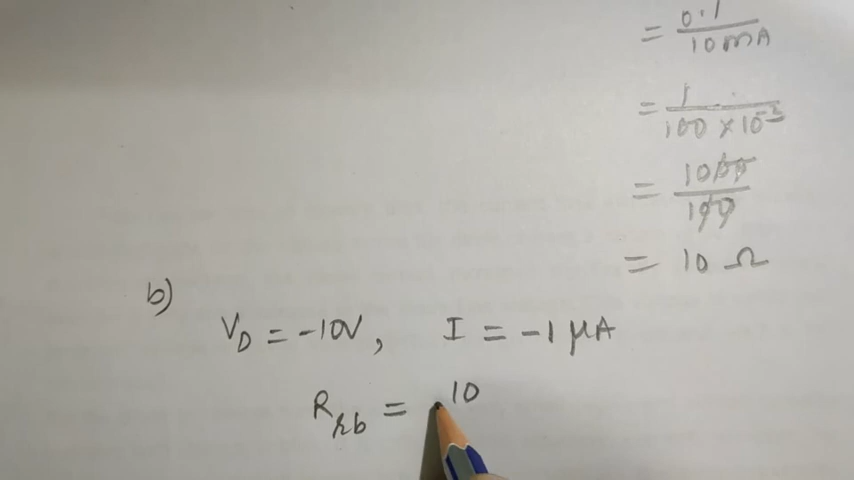 = 0.1 / 10mA
= 1 / 100 × 10⁻³
= 1000 / 100
= 10 Ω
b)
V_D = -10V, I = -1 μA
R_rb = 10